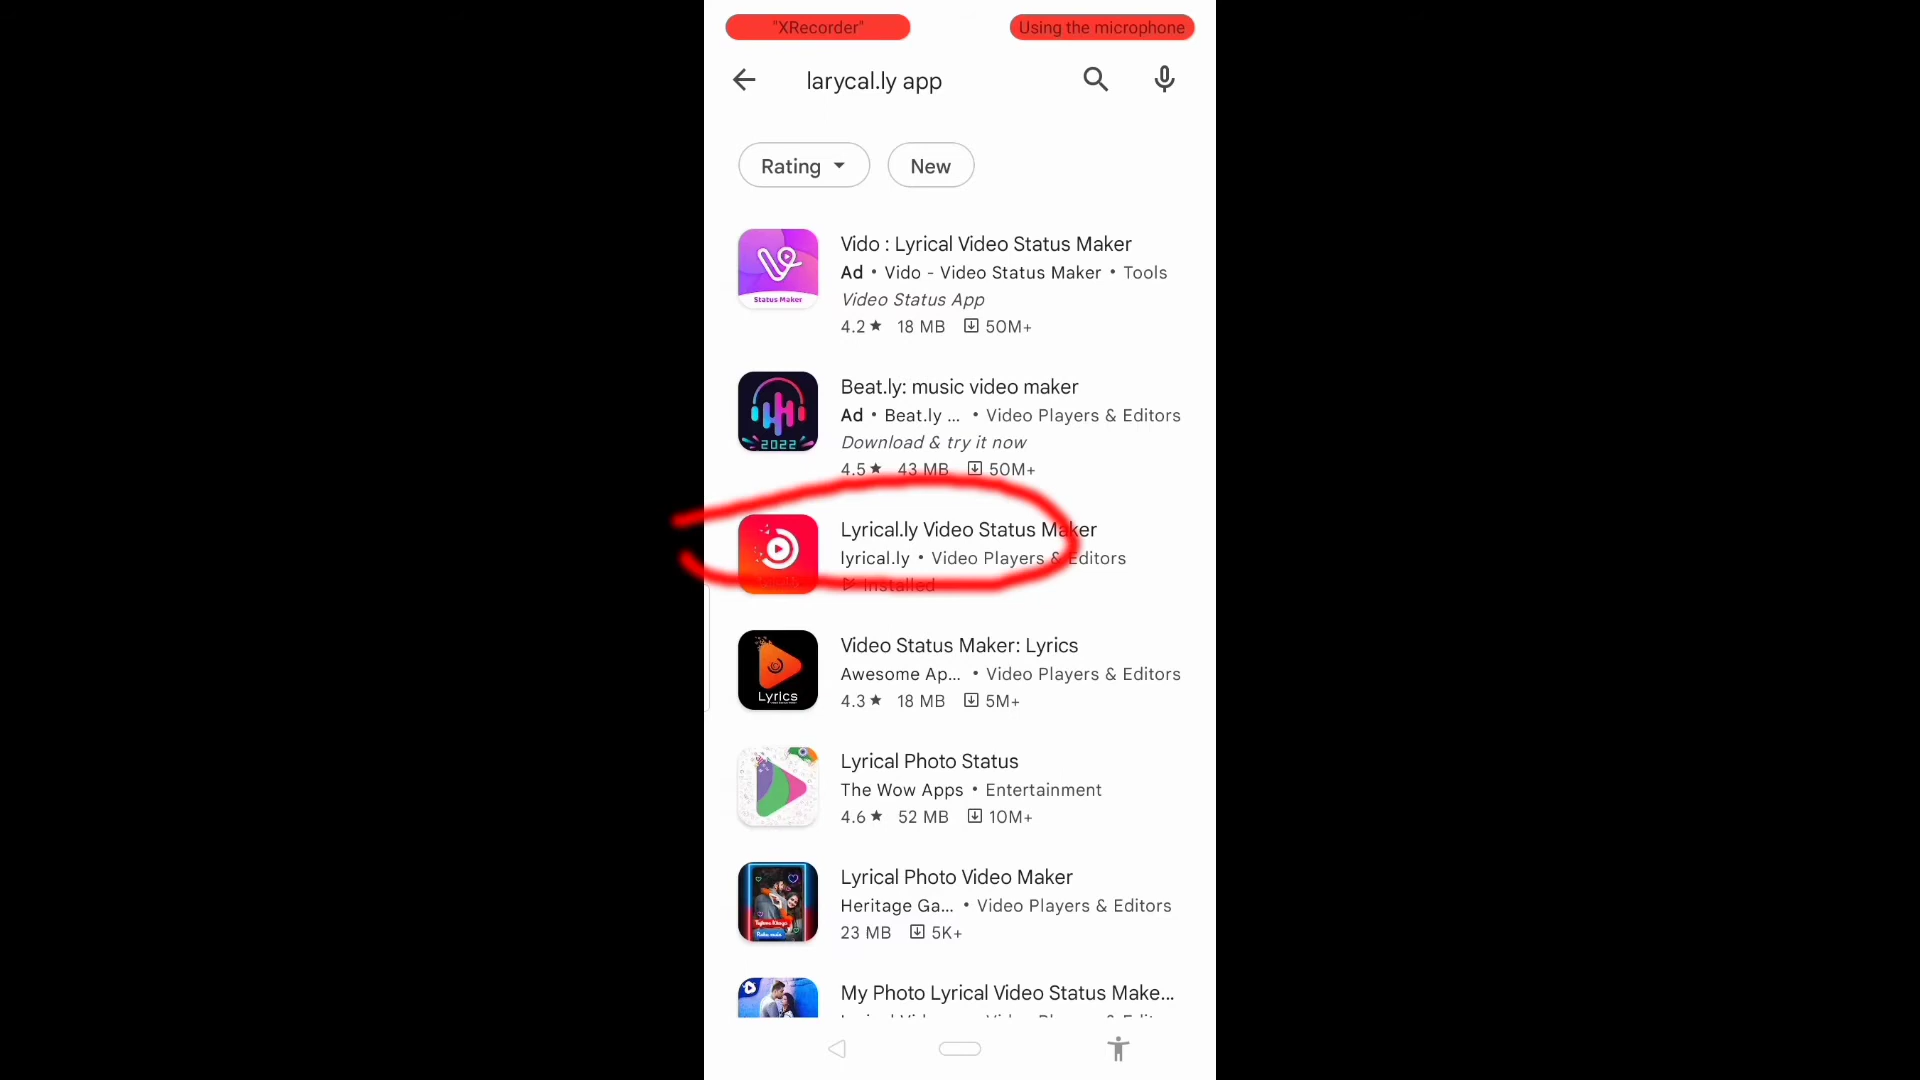 "XRecorder" Using the microphone
larycal.ly app
Rating New
Vido : Lyrical Video Status Maker
Ad • Vido - Video Status Maker • Tools
Video Status App
4.2★ 18 MB 50M+
Status Maker
Beat.ly: music video maker
Ad • Beat.ly ... • Video Players & Editors
Download & try it now
4.5★ 43 MB 50M+
2022
Lyrical.ly Video Status Maker
lyrical.ly • Video Players & Editors
Installed
Video Status Maker: Lyrics
Awesome Ap... • Video Players & Editors
4.3★ 18 MB 5M+
Lyrics
Lyrical Photo Status
The Wow Apps • Entertainment
4.6★ 52 MB 10M+
Lyrical Photo Video Maker
Heritage Ga... • Video Players & Editors
23 MB 5K+
My Photo Lyrical Video Status Make...